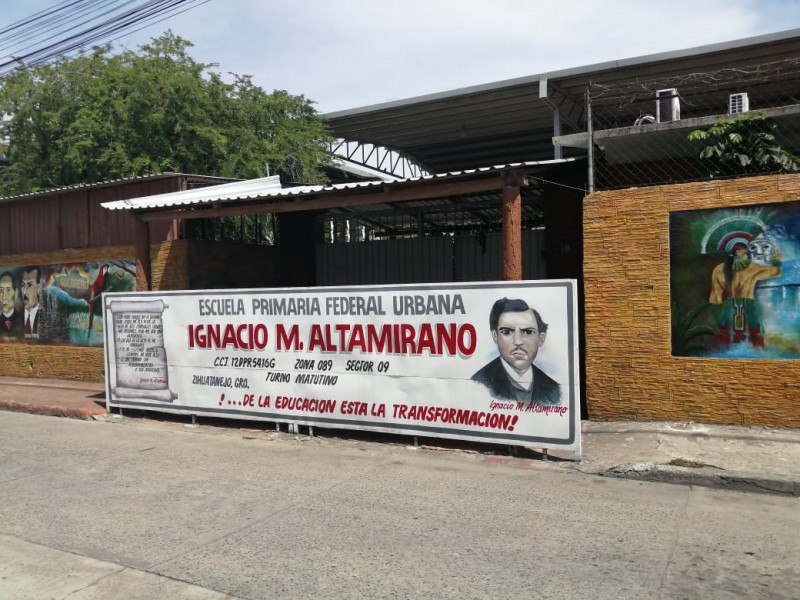 ESCUELA PRIMARIA FEDERAL URBANA
IGNACIO M. ALTAMIRANO
C.C.T. 12DPR5416G ZONA 089 SECTOR 09
ZIHUATANEJO, GRO. TURNO MATUTINO
!...DE LA EDUCACION ESTA LA TRANSFORMACION!
Ignacio M. Altamirano